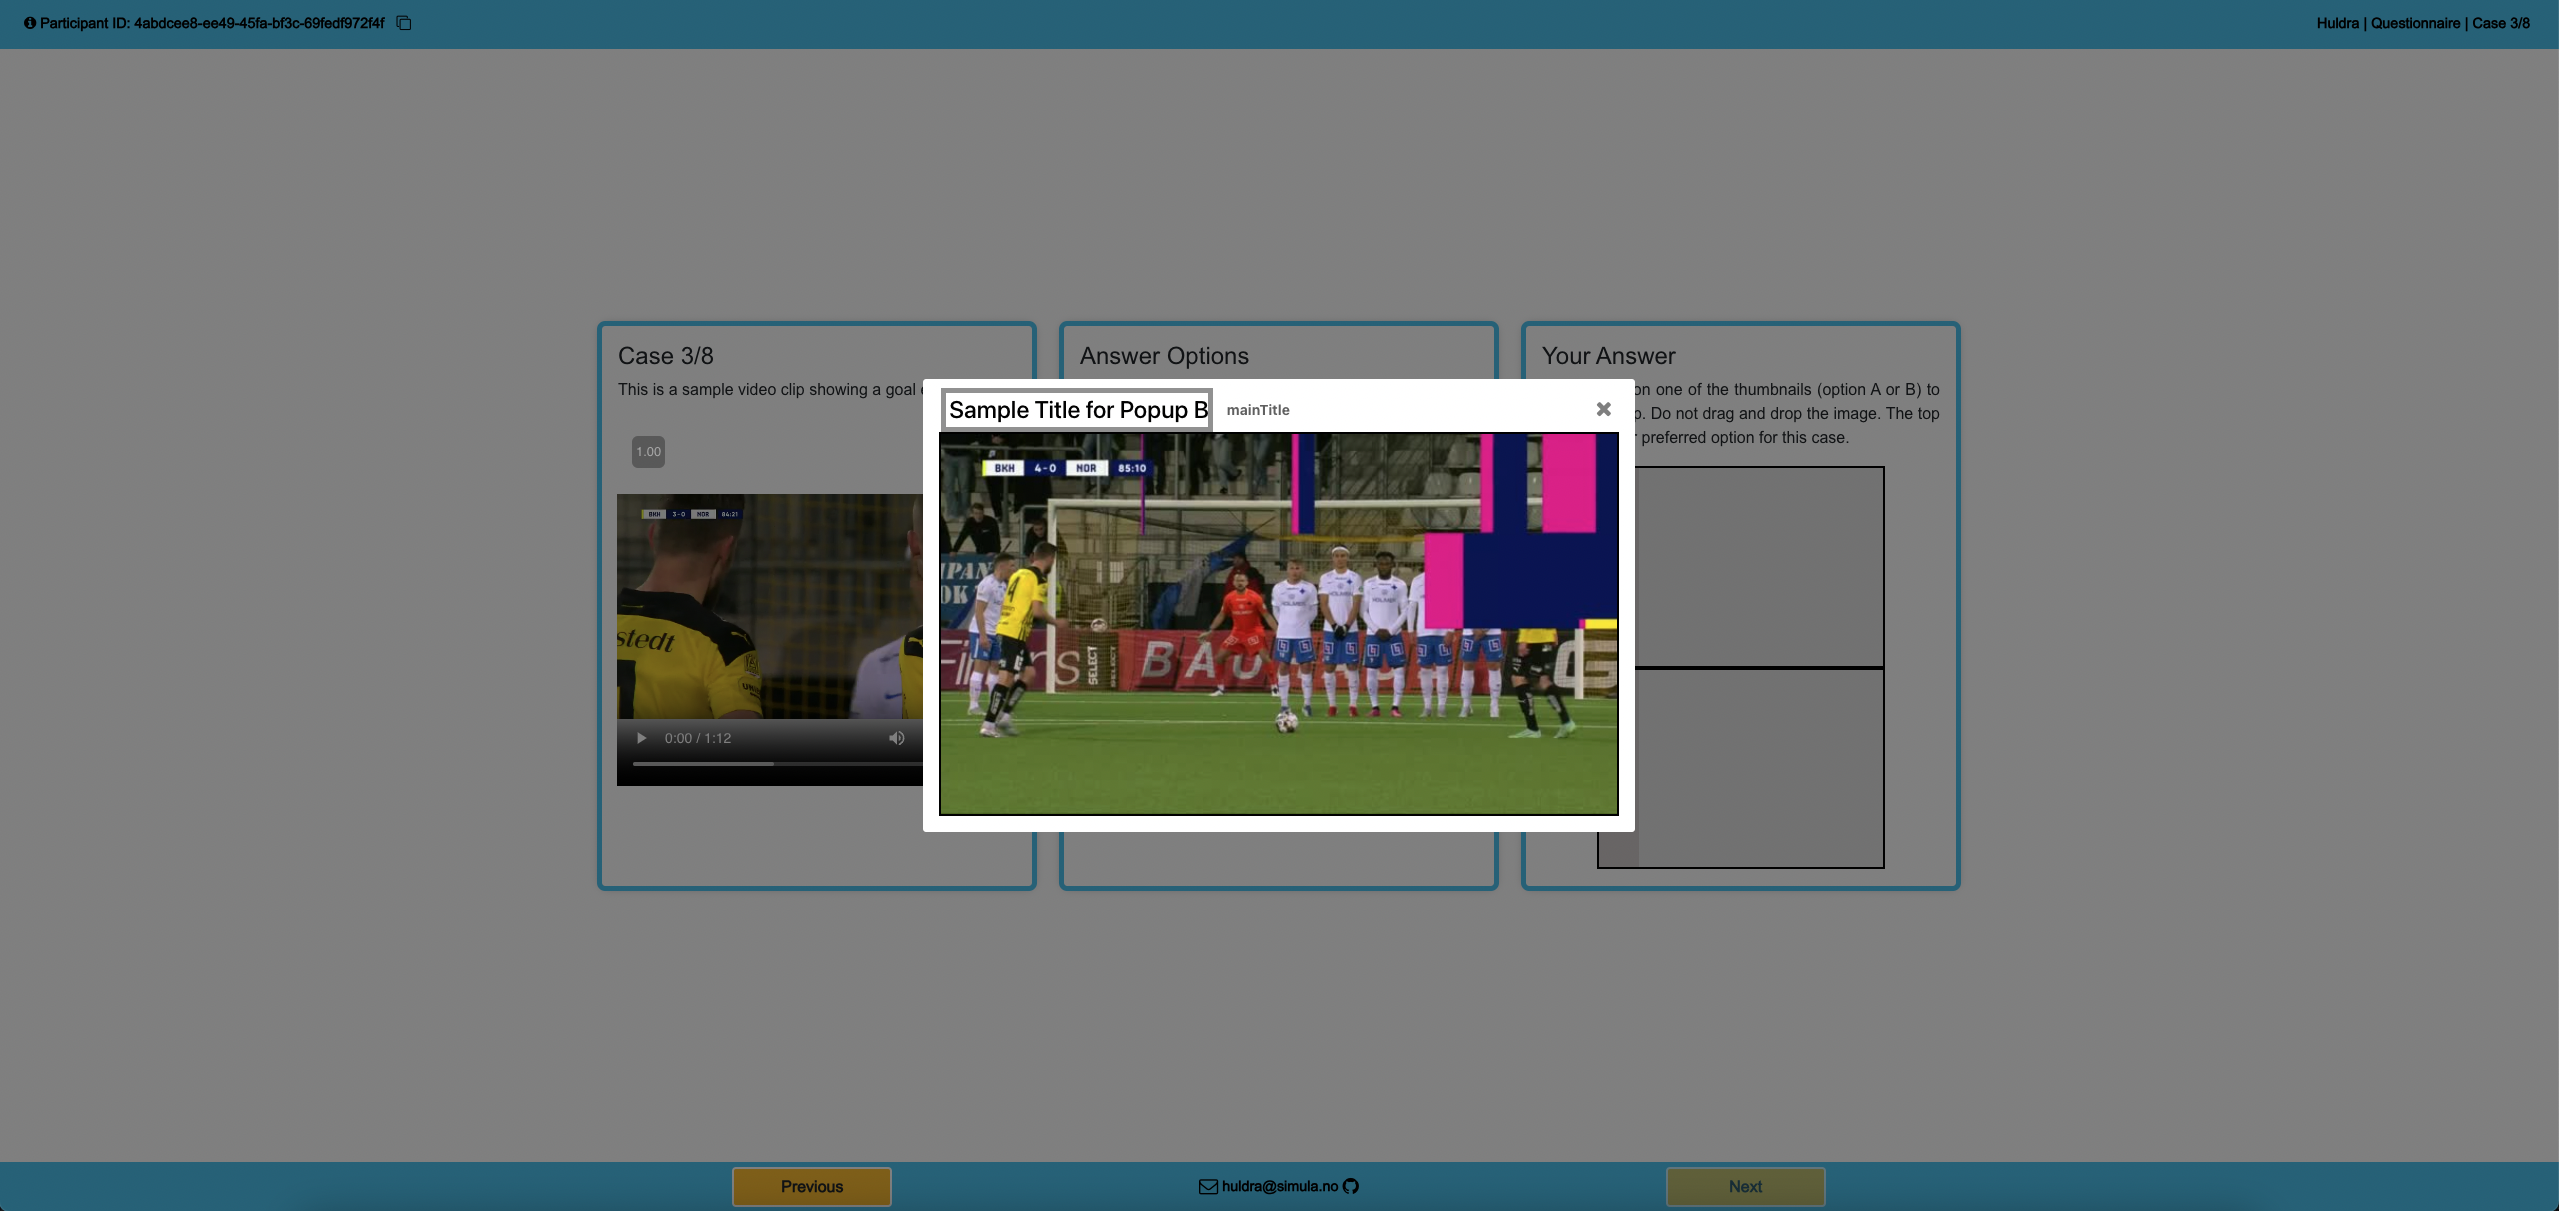 Participant ID: 4abdcee8-ee49-45fa-bf3c-69fedf972f4f
Huldra | Questionnaire | Case 3/8
Case 3/8
This is a sample video clip showing a goal
1.00
BKH 3-0 NOR 84:21
stedt
0:00 / 1:12
Answer Options
Your Answer
on one of the thumbnails (option A or B) to
Do not drag and drop the image. The top
preferred option for this case.
Sample Title for Popup B
mainTitle
BKH 4-0 NOR 85:10
IPAN
OK
SELECT
BAU
G
Previous
huldra@simula.no
Next